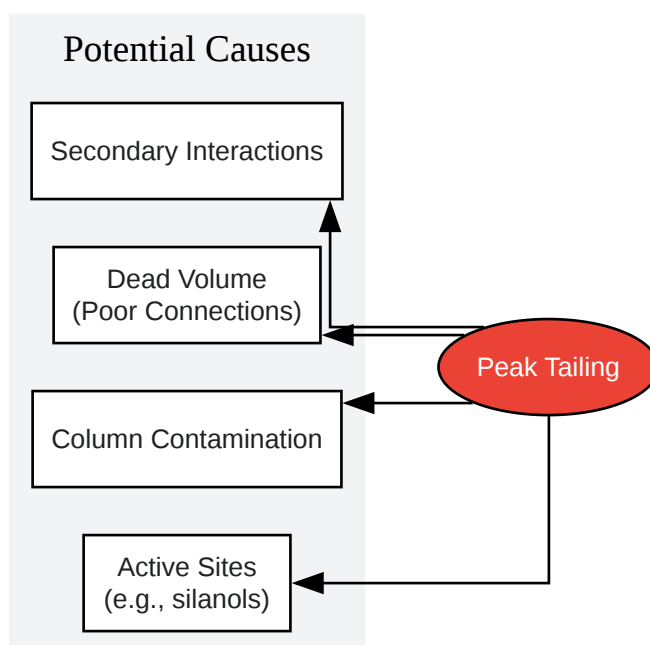 Potential Causes
Secondary Interactions
Dead Volume
(Poor Connections)
Peak Tailing
Column Contamination
Active Sites
(e.g., silanols)